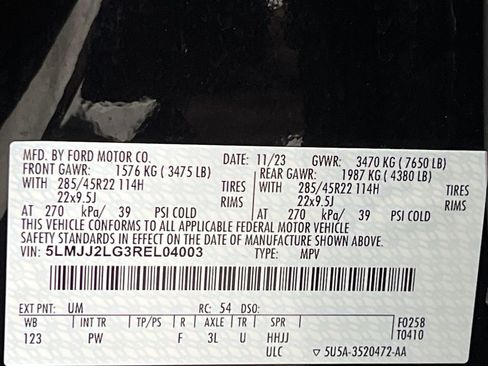 MFD. BY FORD MOTOR CO. DATE: 11/23 GVWR: 3470 KG ( 7650 LB)
FRONT GAWR: 1576 KG ( 3475 LB) REAR GAWR: 1987 KG ( 4380 LB)
WITH 285/45R22 114H TIRES WITH 285/45R22 114H TIRES
22x9.5J RIMS 22x9.5J RIMS
AT 270 kPa/ 39 PSI COLD AT 270 kPa/ 39 PSI COLD
THIS VEHICLE CONFORMS TO ALL APPLICABLE FEDERAL MOTOR VEHICLE
SAFETY STANDARDS IN EFFECT ON THE DATE OF MANUFACTURE SHOWN ABOVE.
VIN: 5LMJJ2LG3REL04003 TYPE: MPV
EXT PNT: UM RC: 54 DSO:
WB INT TR TP/PS R AXLE TR SPR F0258
123 PW F 3L U HHJJ T0410
ULC ▽ 5U5A-3520472-AA